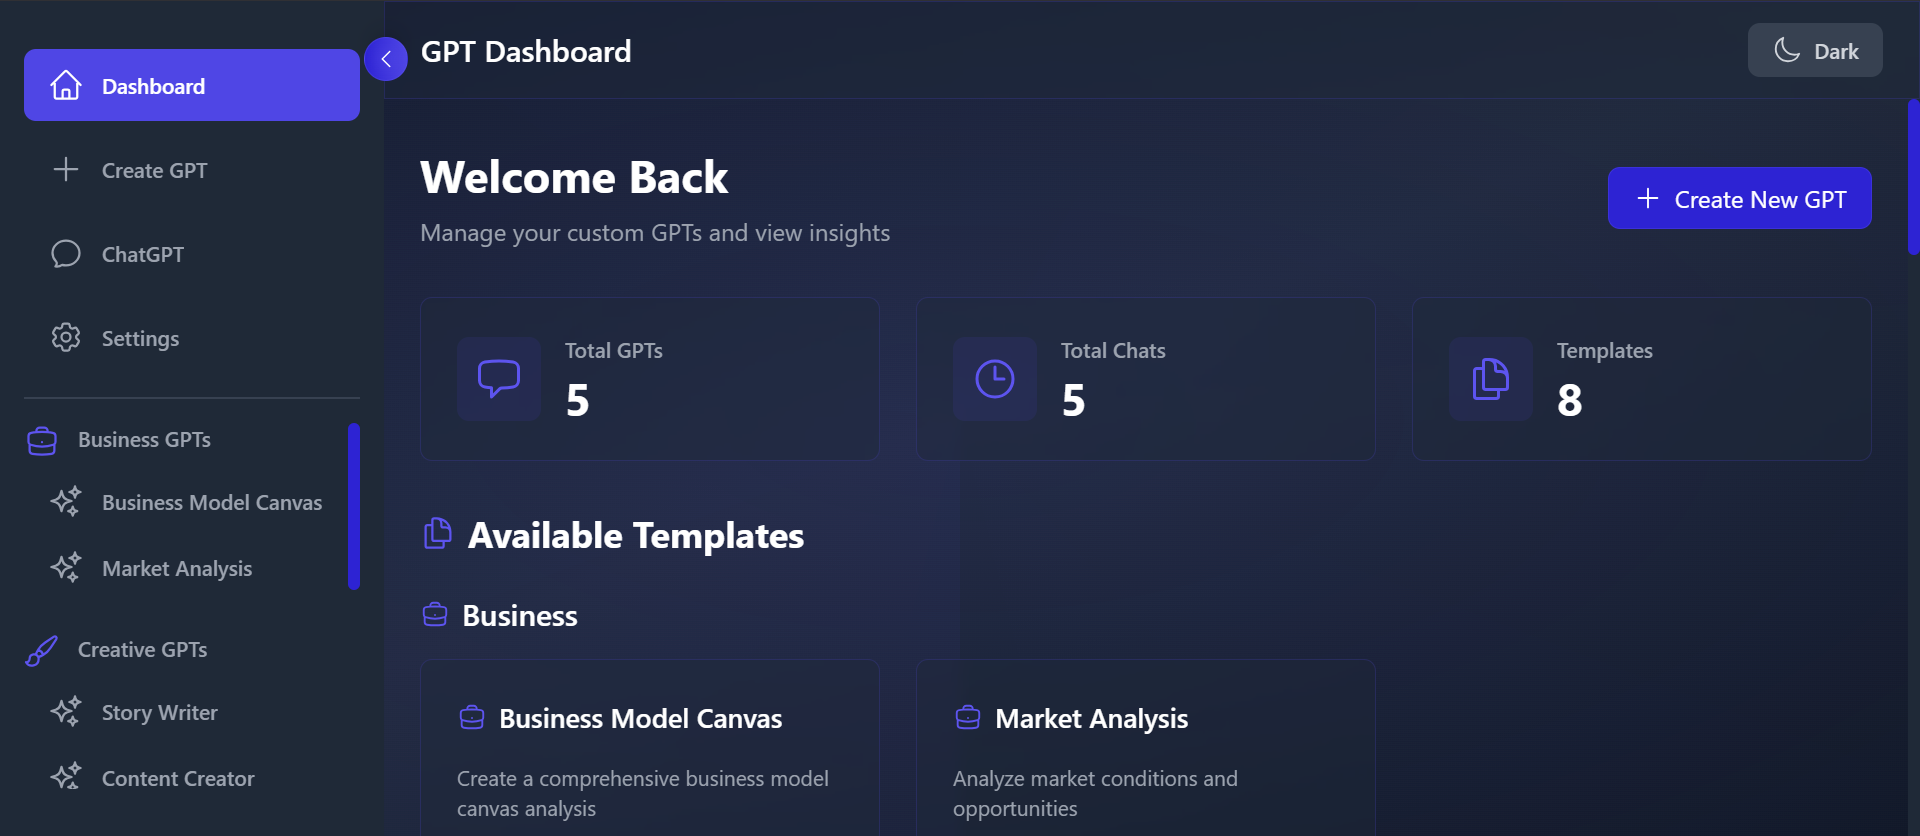 Dashboard
Create GPT
ChatGPT
Settings
Business GPTs
Business Model Canvas
Market Analysis
Creative GPTs
Story Writer
Content Creator
GPT Dashboard
Dark
Welcome Back
Manage your custom GPTs and view insights
Create New GPT
Total GPTs
5
Total Chats
5
Templates
8
Available Templates
Business
Business Model Canvas
Create a comprehensive business model
canvas analysis
Market Analysis
Analyze market conditions and
opportunities